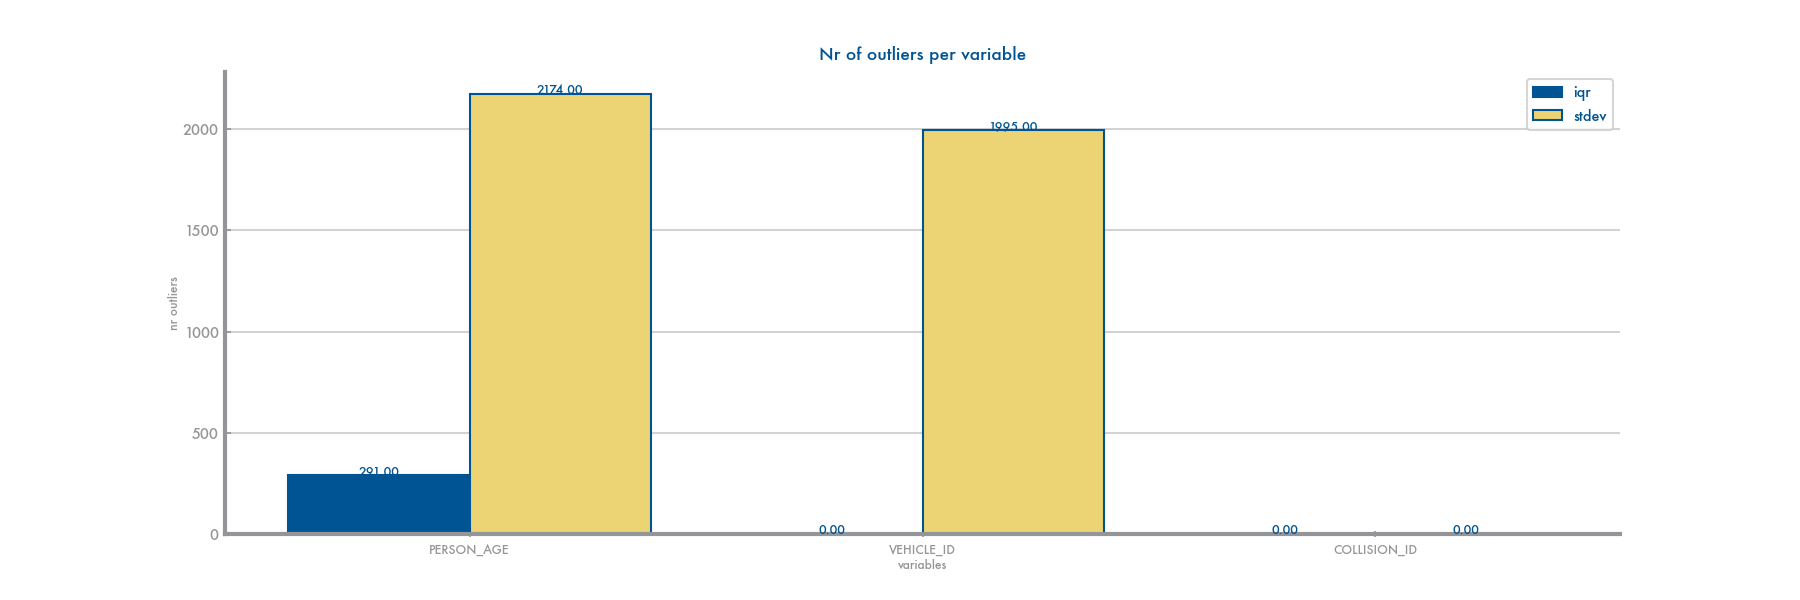 Nr of outliers per variable
iqr
stdev
nr outliers
2000
1500
1000
500
0
291.00
2174.00
0.00
1995.00
0.00
0.00
PERSON_AGE
VEHICLE_ID
COLLISION_ID
variables